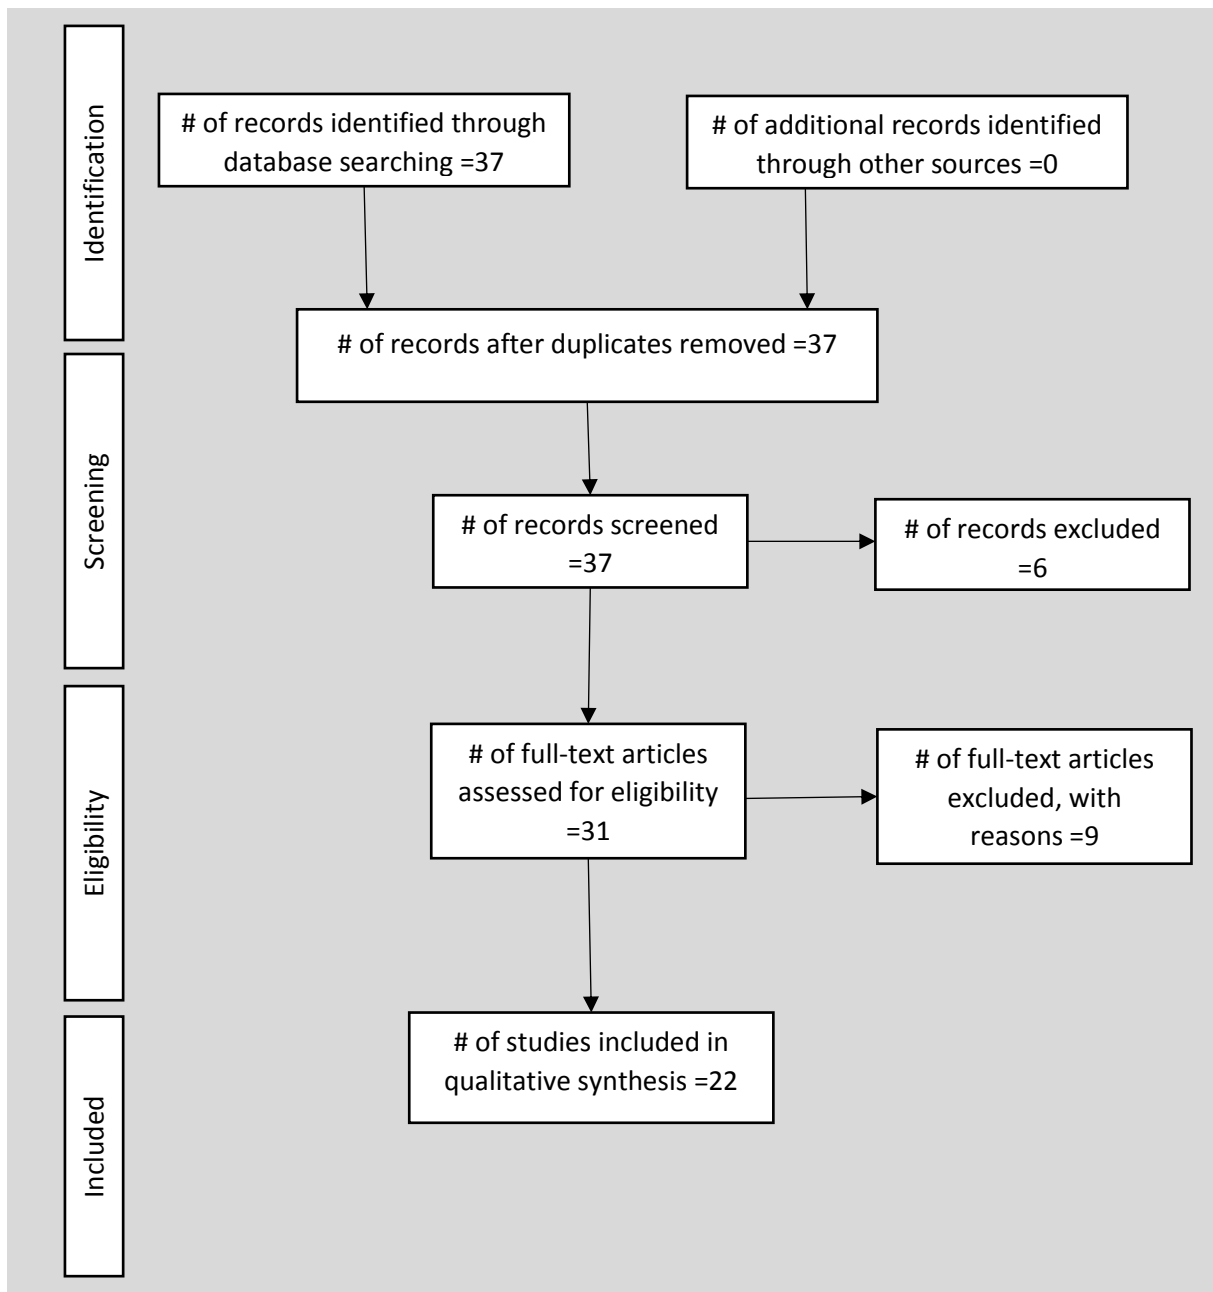 Identification
# of records identified through
database searching =37
# of additional records identified
through other sources =0
# of records after duplicates removed =37
Screening
# of records screened
=37
# of records excluded
=6
Eligibility
# of full-text articles
assessed for eligibility
=31
# of full-text articles
excluded, with
reasons =9
Included
# of studies included in
qualitative synthesis =22